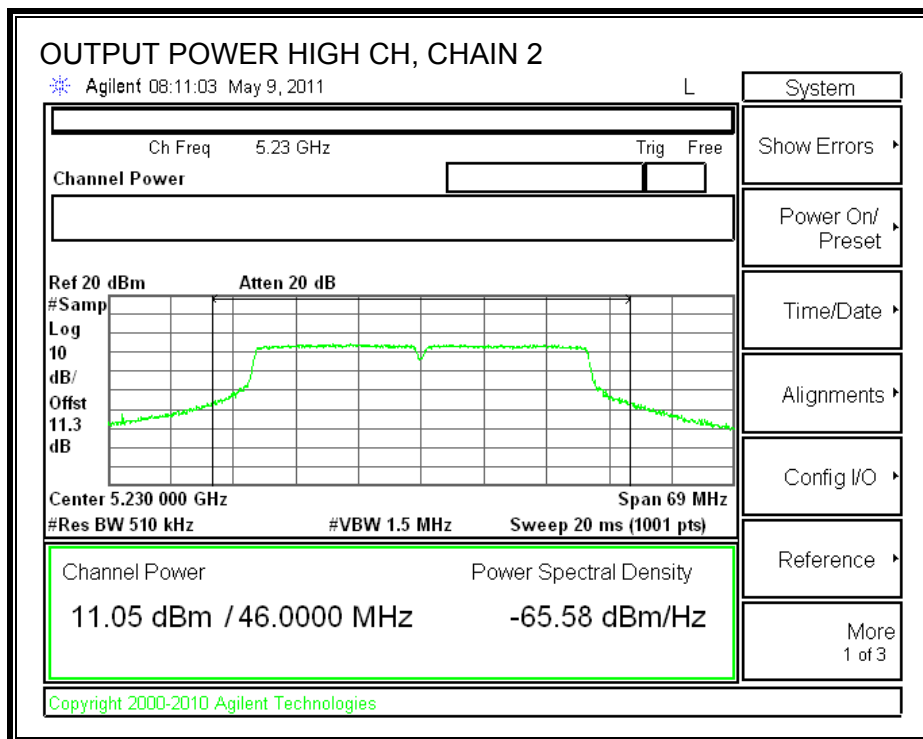 OUTPUT POWER HIGH CH, CHAIN 2
Agilent 08:11:03 May 9, 2011 L System
Ch Freq 5.23 GHz Trig Free
Channel Power
Show Errors
Power On/
Preset
Ref 20 dBm Atten 20 dB
#Samp
Log
10
dB/
Offst
11.3
dB
Time/Date
Alignments
Config I/O
Center 5.230 000 GHz Span 69 MHz
#Res BW 510 kHz #VBW 1.5 MHz Sweep 20 ms (1001 pts)
Channel Power Power Spectral Density
11.05 dBm / 46.0000 MHz -65.58 dBm/Hz
Reference
More
1 of 3
Copyright 2000-2010 Agilent Technologies